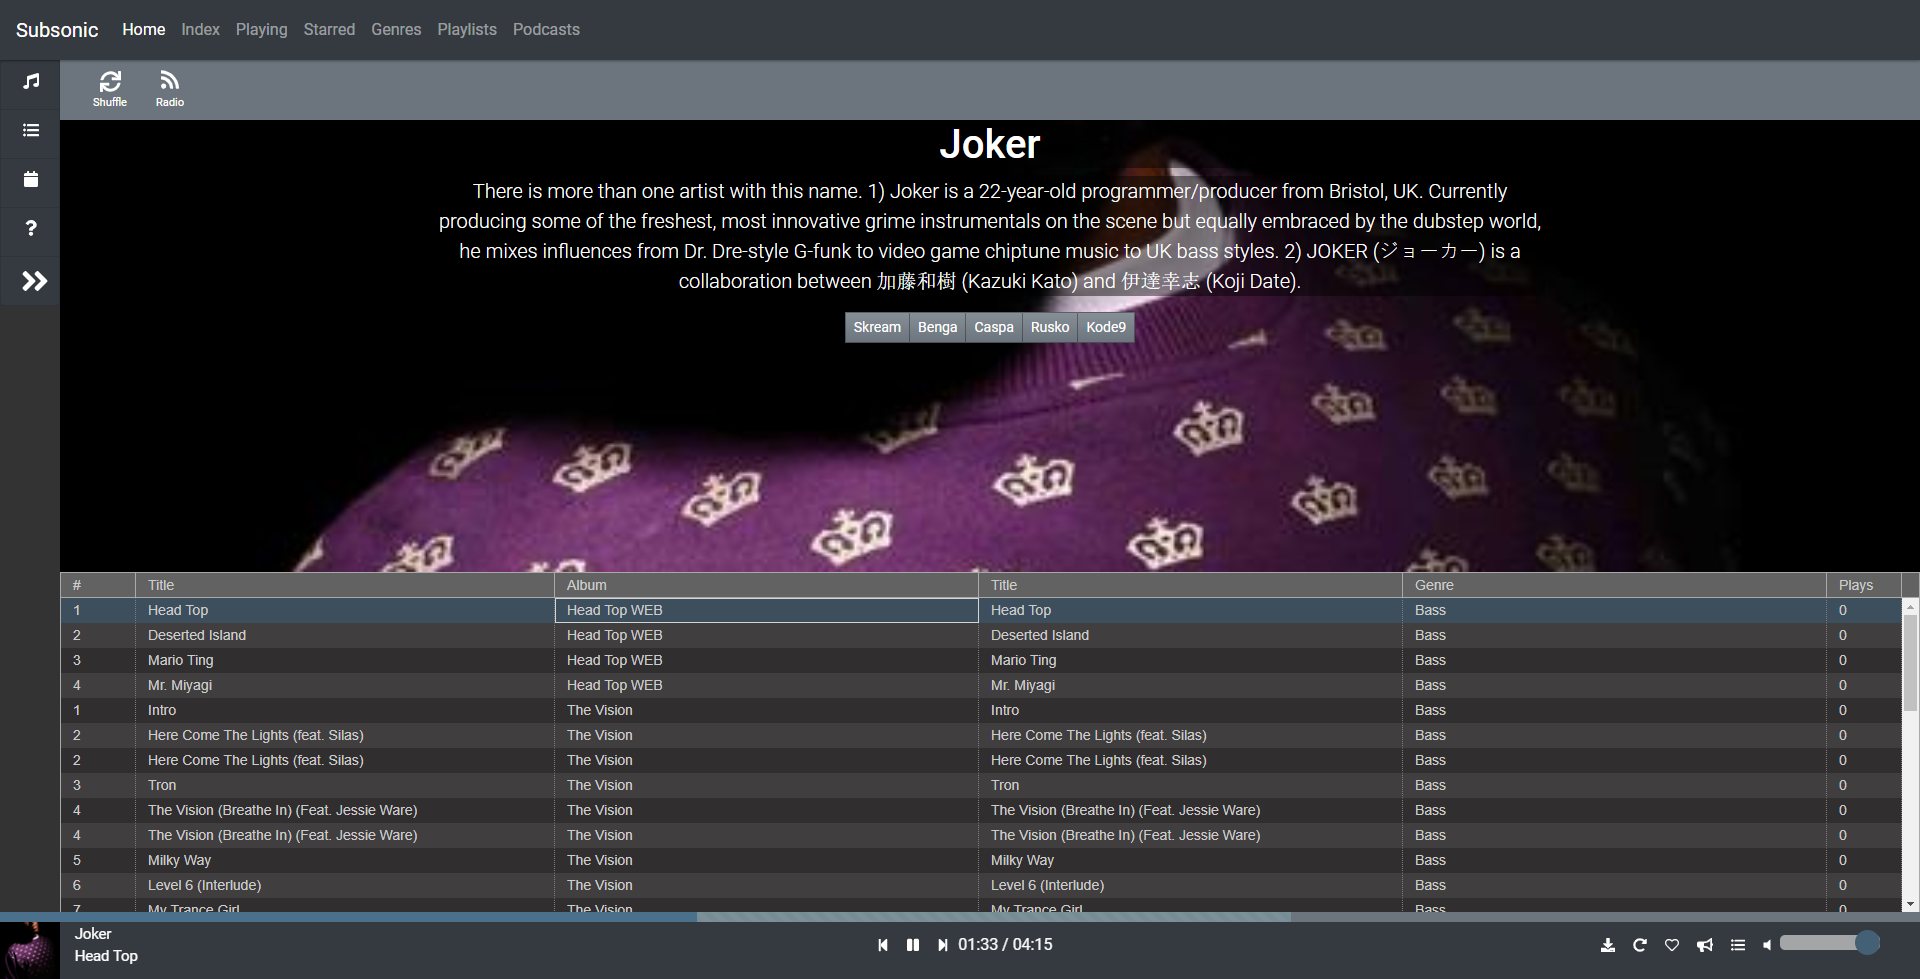 Subsonic Home Index Playing Starred Genres Playlists Podcasts
Shuffle Radio
Joker
There is more than one artist with this name. 1) Joker is a 22-year-old programmer/producer from Bristol, UK. Currently
producing some of the freshest, most innovative grime instrumentals on the scene but equally embraced by the dubstep world,
he mixes influences from Dr. Dre-style G-funk to video game chiptune music to UK bass styles. 2) JOKER (ジョーカー) is a
collaboration between 加藤和樹 (Kazuki Kato) and 伊達幸志 (Koji Date).
Skream Benga Caspa Rusko Kode9
# Title Album Title Genre Plays
1 Head Top Head Top WEB Head Top Bass 0
2 Deserted Island Head Top WEB Deserted Island Bass 0
3 Mario Ting Head Top WEB Mario Ting Bass 0
4 Mr. Miyagi Head Top WEB Mr. Miyagi Bass 0
1 Intro The Vision Intro Bass 0
2 Here Come The Lights (feat. Silas) The Vision Here Come The Lights (feat. Silas) Bass 0
2 Here Come The Lights (feat. Silas) The Vision Here Come The Lights (feat. Silas) Bass 0
3 Tron The Vision Tron Bass 0
4 The Vision (Breathe In) (Feat. Jessie Ware) The Vision The Vision (Breathe In) (Feat. Jessie Ware) Bass 0
4 The Vision (Breathe In) (Feat. Jessie Ware) The Vision The Vision (Breathe In) (Feat. Jessie Ware) Bass 0
5 Milky Way The Vision Milky Way Bass 0
6 Level 6 (Interlude) The Vision Level 6 (Interlude) Bass 0
7 My Trance Girl The Vision My Trance Girl Bass 0
Joker
Head Top
01:33 / 04:15